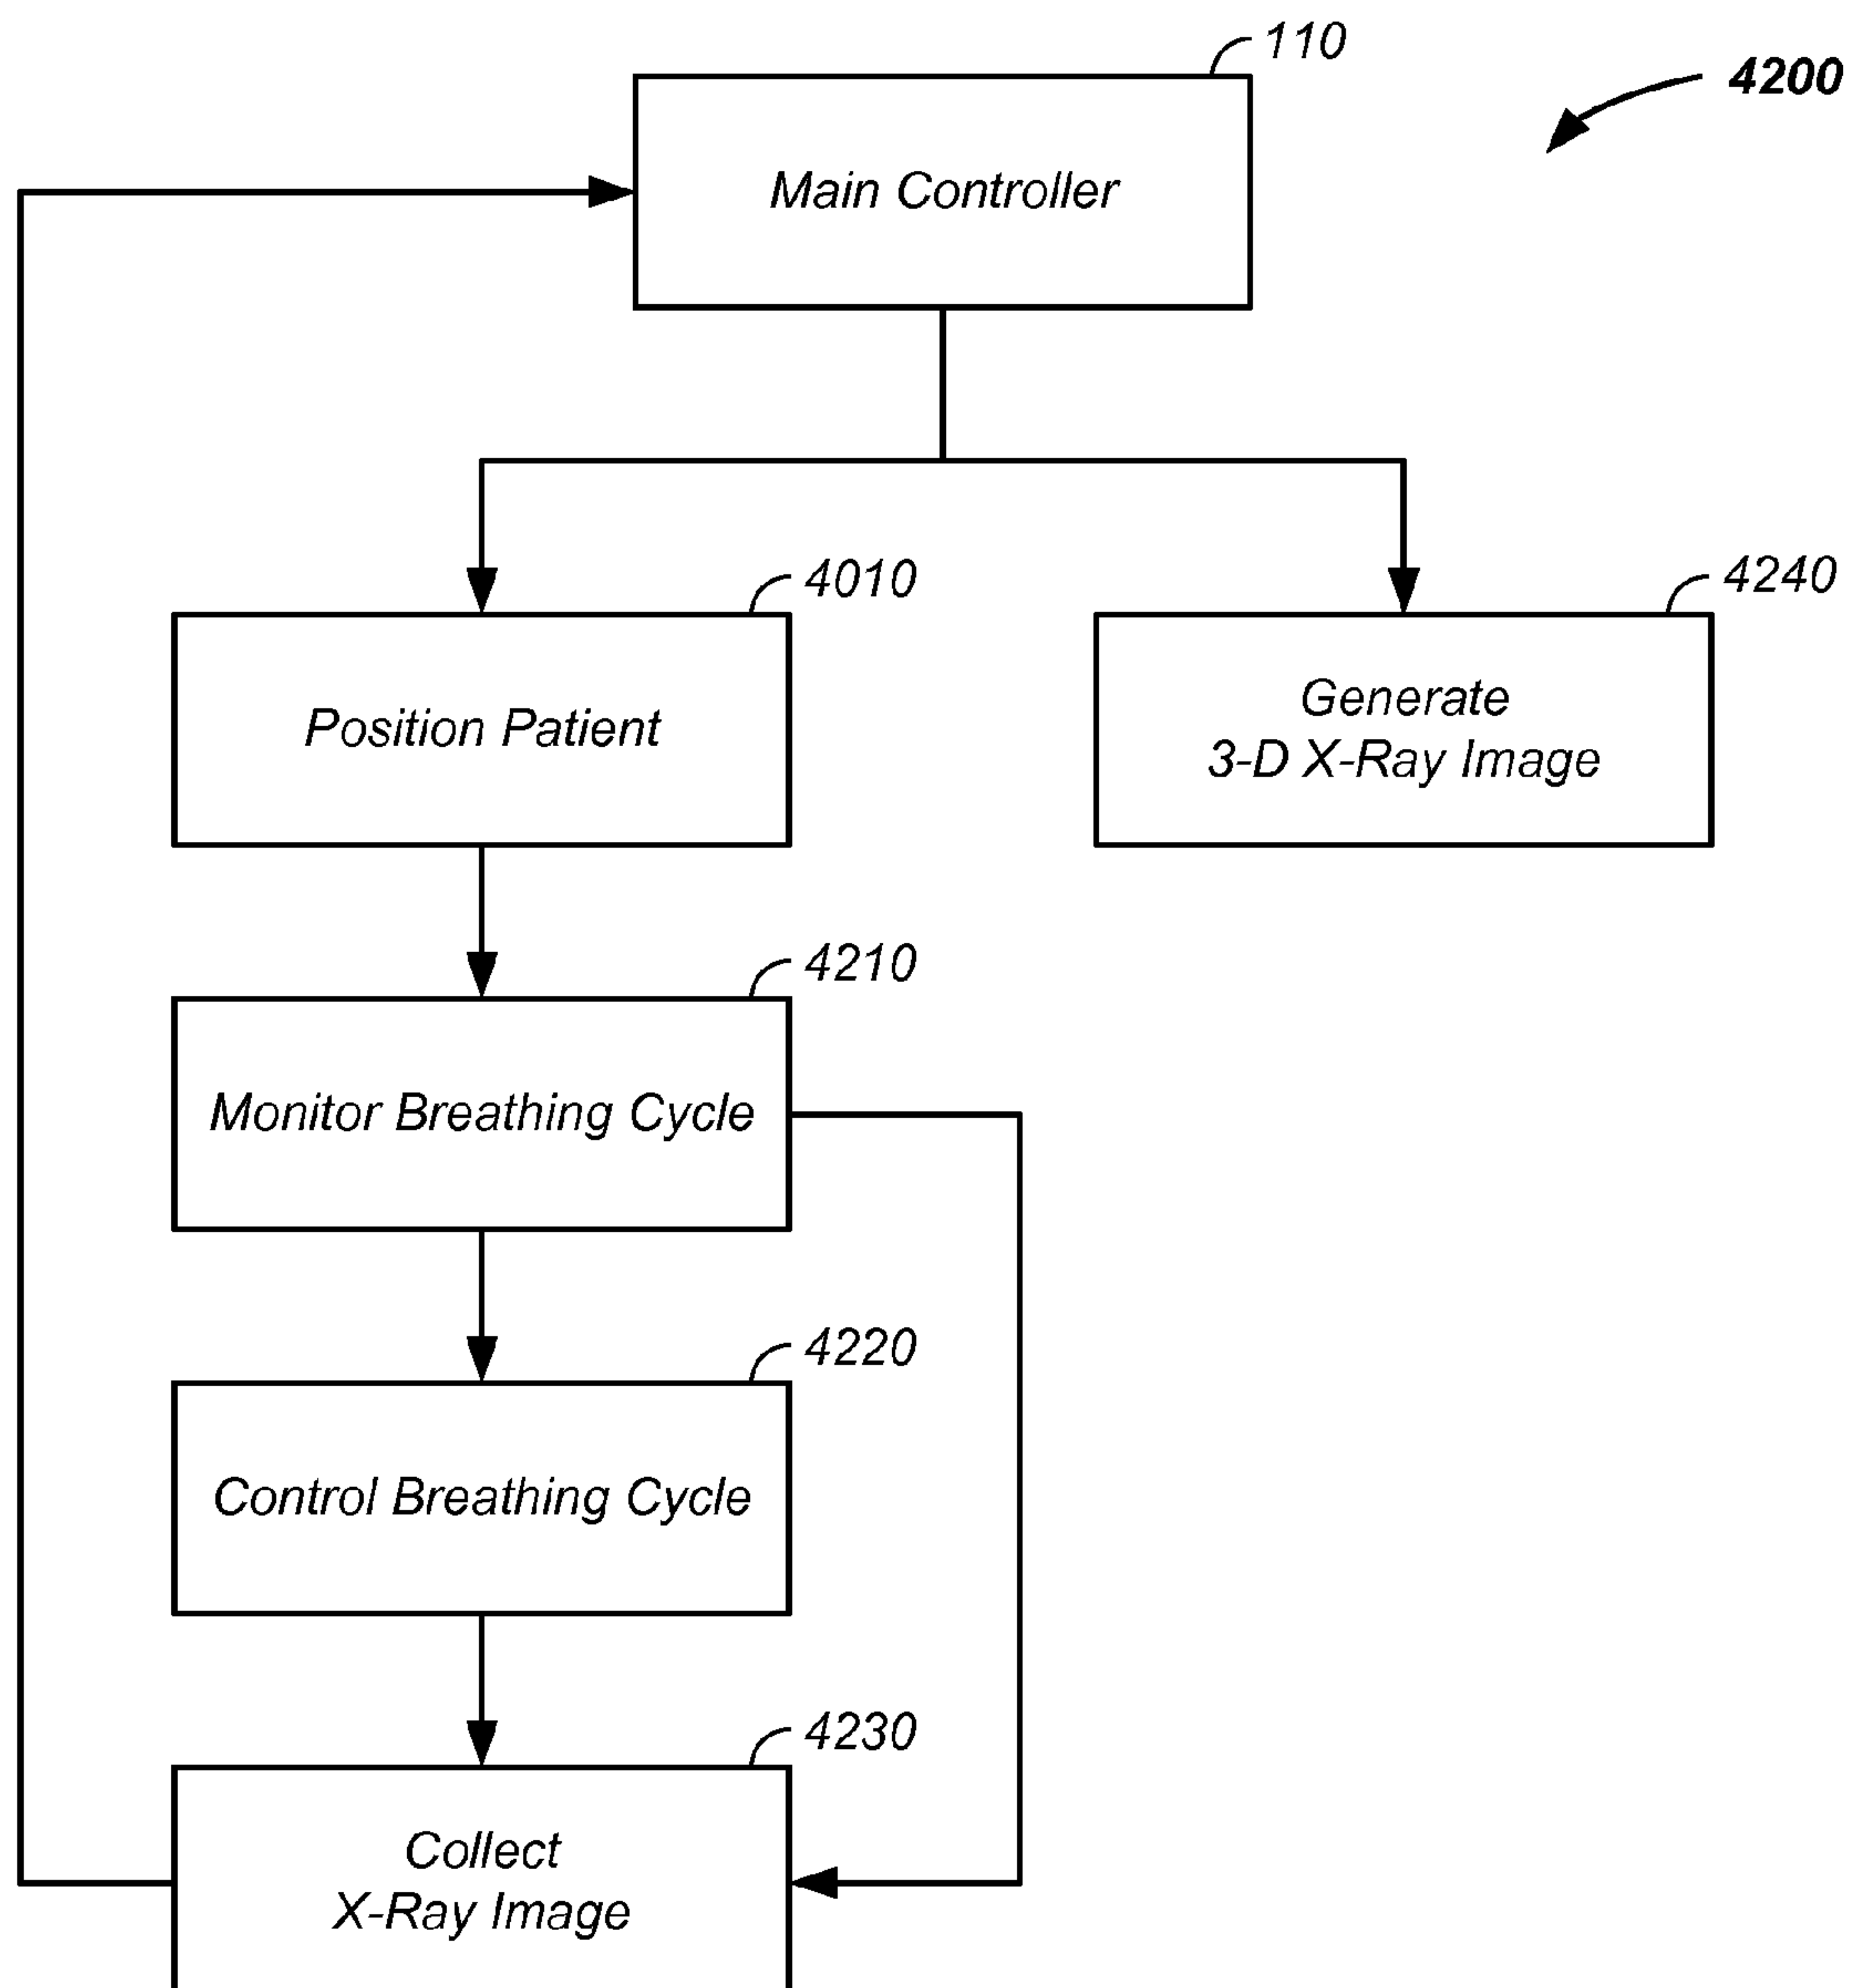 110
4200
Main Controller
4010
4240
Position Patient
Generate
3-D X-Ray Image
4210
Monitor Breathing Cycle
4220
Control Breathing Cycle
4230
Collect
X-Ray Image